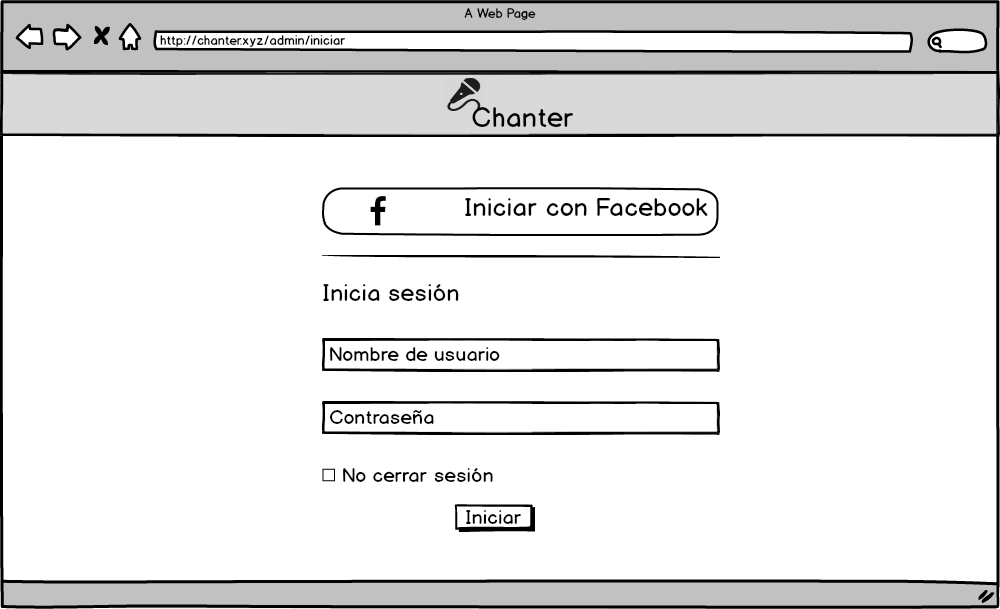 A Web Page
http://chanter.xyz/admin/iniciar
Chanter
Iniciar con Facebook
Inicia sesión
Nombre de usuario
Contraseña
No cerrar sesión
Iniciar